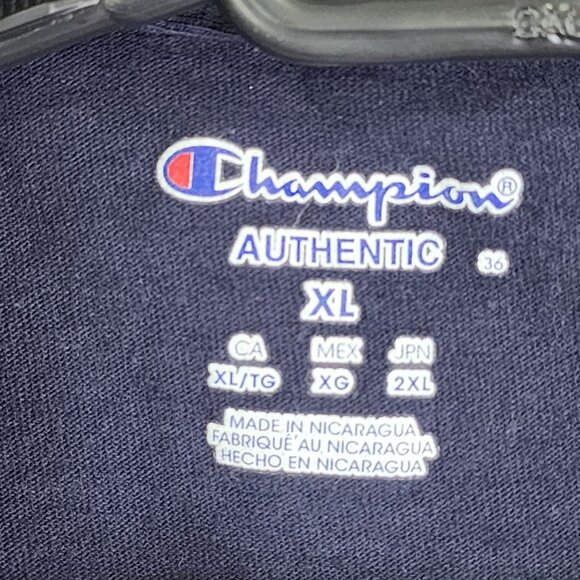 Champion®
AUTHENTIC 36
XL
CA MEX JPN
XL/TG XG 2XL
MADE IN NICARAGUA
FABRIQUÉ AU NICARAGUA
HECHO EN NICARAGUA